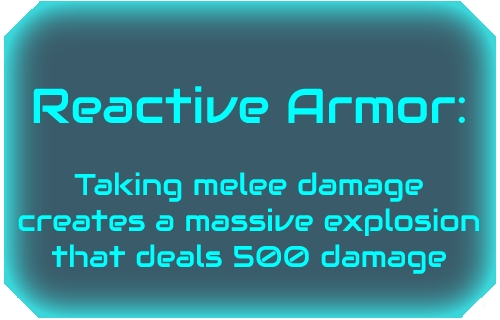 Reactive Armor:
Taking melee damage
creates a massive explosion
that deals 500 damage